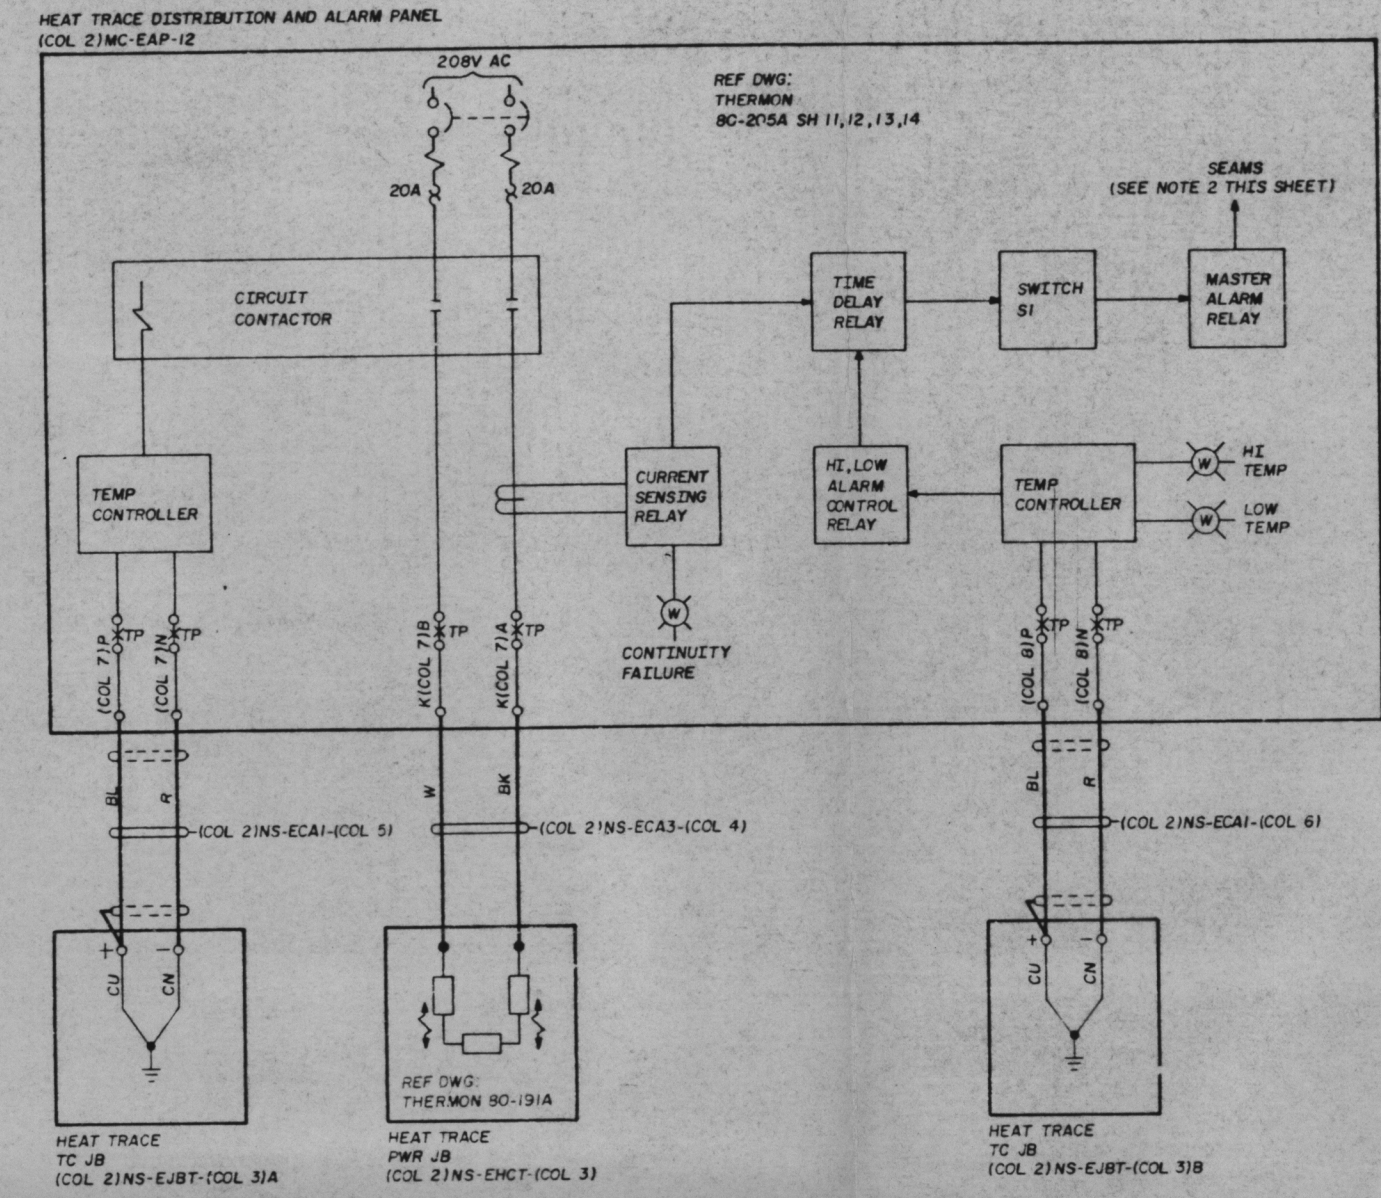 HEAT TRACE DISTRIBUTION AND ALARM PANEL
(COL 2)MC-EAP-12
208V AC
REF DWG:
THERMON
80-205A SH 11,12,13,14
20A
20A
SEAMS
(SEE NOTE 2 THIS SHEET)
CIRCUIT
CONTACTOR
TIME
DELAY
RELAY
SWITCH
S1
MASTER
ALARM
RELAY
TEMP
CONTROLLER
CURRENT
SENSING
RELAY
HI,LOW
ALARM
CONTROL
RELAY
TEMP
CONTROLLER
W
HI
TEMP
W
LOW
TEMP
W
CONTINUITY
FAILURE
(COL 7)P
TP
(COL 7)N
TP
K(COL 7)B
TP
K(COL 7)A
TP
(COL 8)P
TP
(COL 8)N
TP
BL
R
W
BK
BL
R
(COL 2)NS-ECA1-(COL 5)
(COL 2)NS-ECA3-(COL 4)
(COL 2)NS-ECA1-(COL 6)
+
-
CU
CN
+
-
CU
CN
REF DWG:
THERMON 80-191A
HEAT TRACE
TC JB
(COL 2)NS-EJBT-(COL 3)A
HEAT TRACE
PWR JB
(COL 2)NS-EHCT-(COL 3)
HEAT TRACE
TC JB
(COL 2)NS-EJBT-(COL 3)B